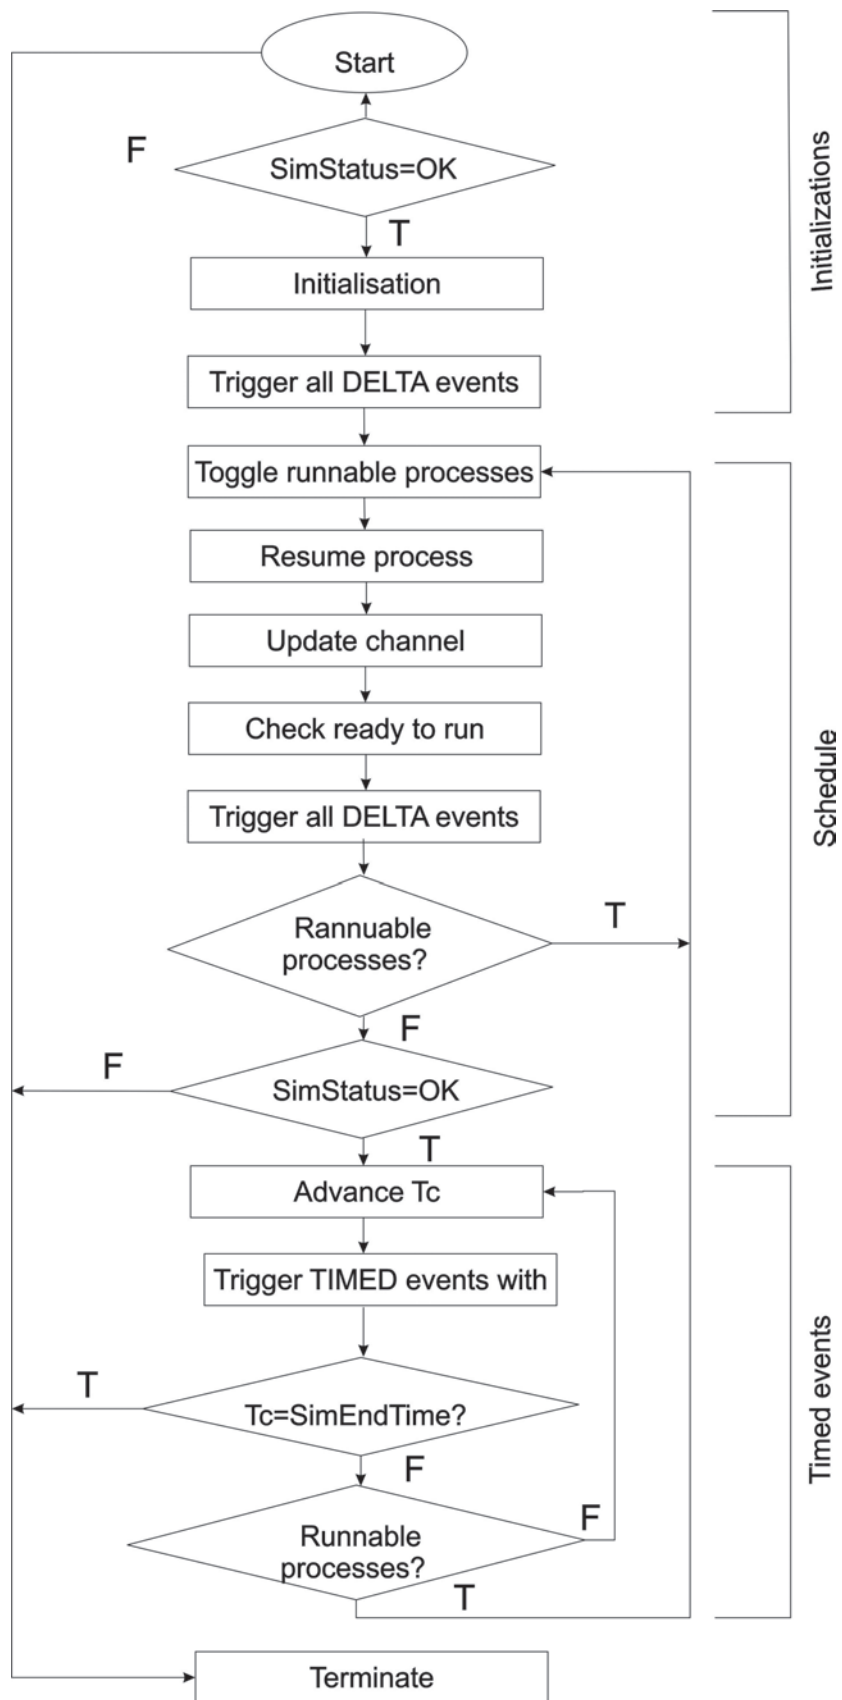 Start
F
SimStatus=OK
T
Initialisation
Trigger all DELTA events
Initializations
Toggle runnable processes
Resume process
Update channel
Check ready to run
Trigger all DELTA events
Rannuable
processes?
T
F
F
SimStatus=OK
T
Schedule
Advance Tc
Trigger TIMED events with
T
Tc=SimEndTime?
F
Runnable
processes?
F
T
Timed events
Terminate